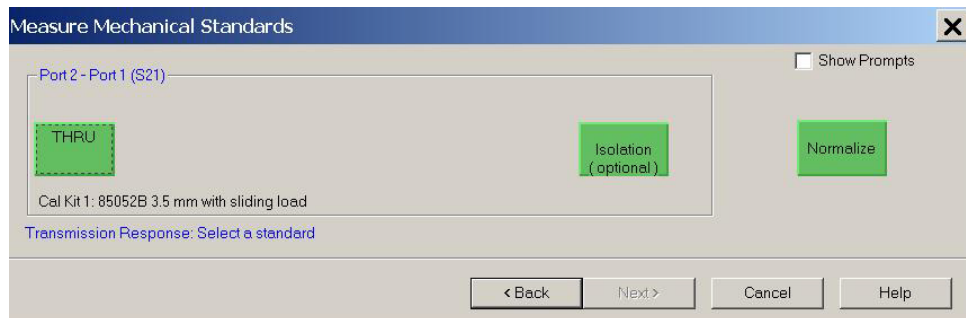 Measure Mechanical Standards
Show Prompts
Port 2 - Port 1 (S21)
THRU
Isolation
(optional)
Normalize
Cal Kit 1: 85052B 3.5 mm with sliding load
Transmission Response: Select a standard
< Back
Next >
Cancel
Help